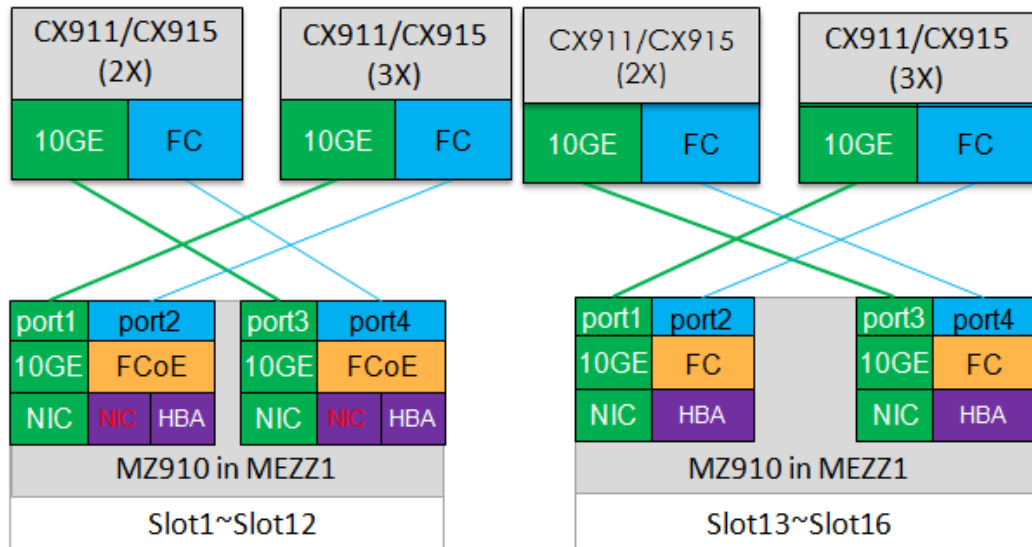 CX911/CX915
(2X)
CX911/CX915
(3X)
CX911/CX915
(2X)
CX911/CX915
(3X)
10GE FC 10GE FC 10GE FC 10GE FC
port1 port2 port3 port4 port1 port2 port3 port4
10GE FCoE 10GE FCoE 10GE FC 10GE FC
NIC NIC HBA NIC NIC HBA NIC HBA NIC HBA
MZ910 in MEZZ1 MZ910 in MEZZ1
Slot1~Slot12 Slot13~Slot16